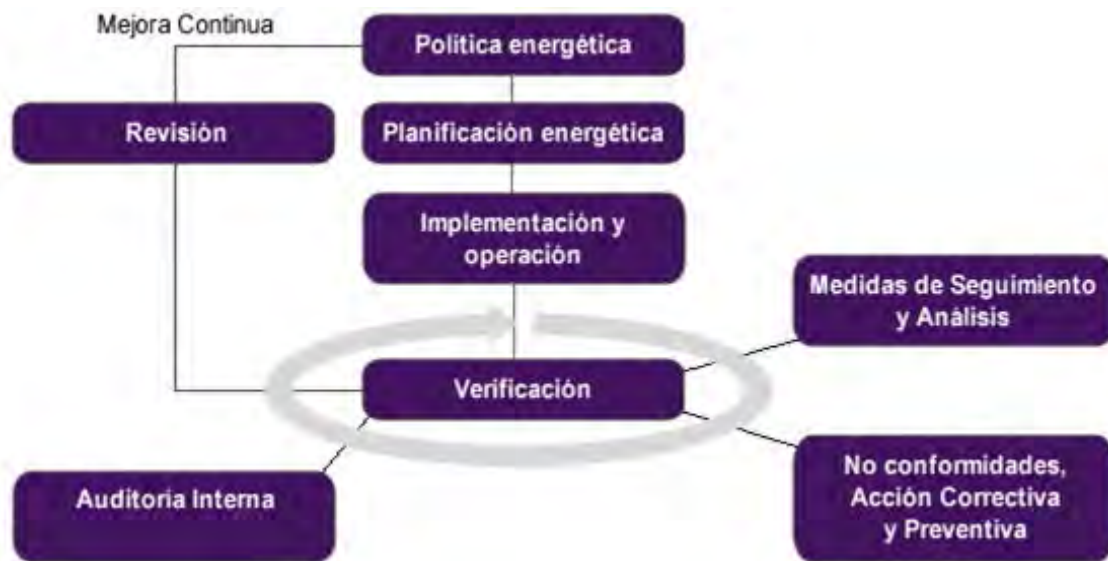 Mejora Continua
Política energética
Revisión
Planificación energética
Implementación y
operación
Medidas de Seguimiento
y Análisis
Verificación
Auditoria Interna
No conformidades,
Acción Correctiva
y Preventiva